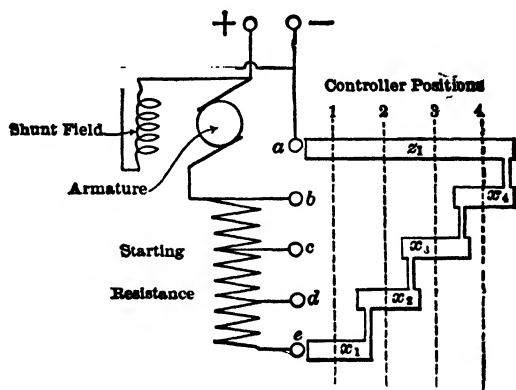 + −
Controller Positions
1 2 3 4
Shunt Field
a
z1
Armature
b
x4
Starting
c
x3
Resistance
d
x2
e
x1